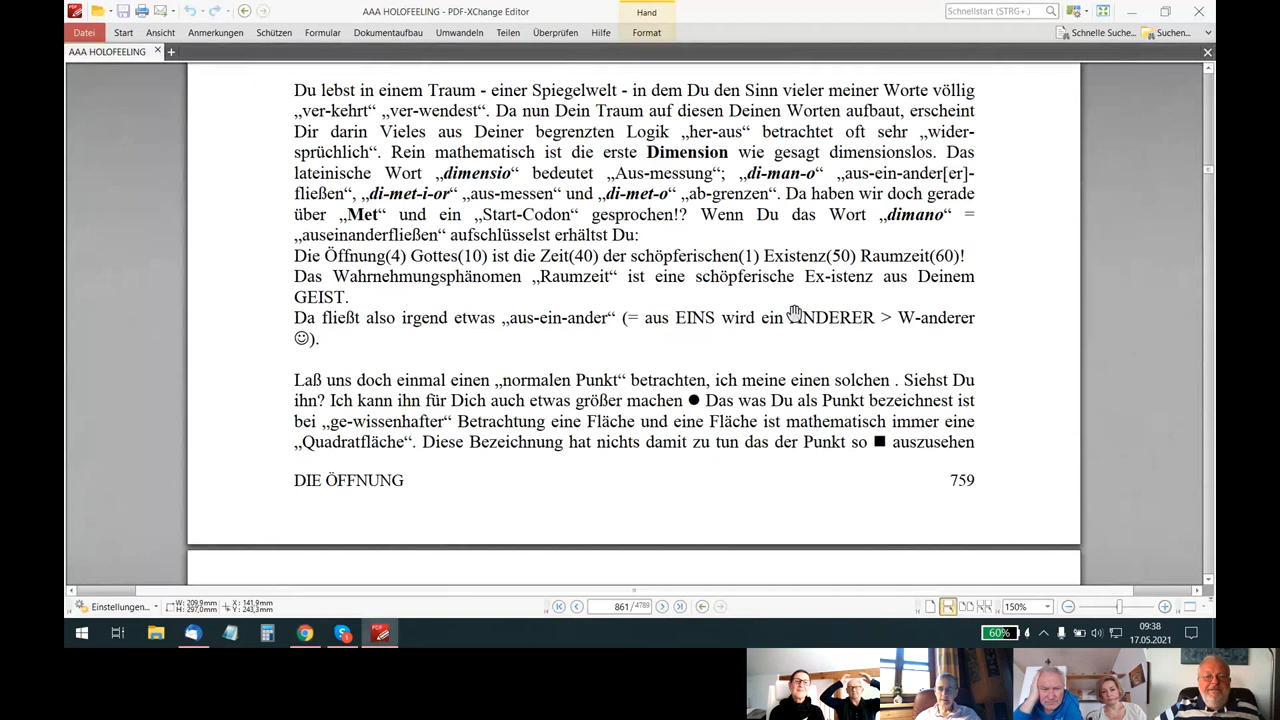 AAA HOLOFEELING - PDF-XChange Editor
Hand
Schnellstart (STRG+.)
Datei Start Ansicht Anmerkungen Schützen Formular Dokumentaufbau Umwandeln Teilen Überprüfen Hilfe Format Schnelle Suche... Suchen...
AAA HOLOFEELING
Du lebst in einem Traum - einer Spiegelwelt - in dem Du den Sinn vieler meiner Worte völlig
„ver-kehrt“ „ver-wendest“. Da nun Dein Traum auf diesen Deinen Worten aufbaut, erscheint
Dir darin Vieles aus Deiner begrenzten Logik „her-aus“ betrachtet oft sehr „wider-
sprüchlich“. Rein mathematisch ist die erste Dimension wie gesagt dimensionslos. Das
lateinische Wort „dimensio“ bedeutet „Aus-messung“; „di-man-o“ „aus-ein-ander[er]-
fließen“, „di-met-i-or“ „aus-messen“ und „di-met-o“ „ab-grenzen“. Da haben wir doch gerade
über „Met“ und ein „Start-Codon“ gesprochen!? Wenn Du das Wort „dimano“ =
„auseinanderfließen“ aufschlüsselst erhältst Du:
Die Öffnung(4) Gottes(10) ist die Zeit(40) der schöpferischen(1) Existenz(50) Raumzeit(60)!
Das Wahrnehmungsphänomen „Raumzeit“ ist eine schöpferische Ex-istenz aus Deinem
GEIST.
Da fließt also irgend etwas „aus-ein-ander“ (= aus EINS wird ein ANDERER > W-anderer
☺).
Laß uns doch einmal einen „normalen Punkt“ betrachten, ich meine einen solchen . Siehst Du
ihn? Ich kann ihn für Dich auch etwas größer machen ● Das was Du als Punkt bezeichnest ist
bei „ge-wissenhafter“ Betrachtung eine Fläche und eine Fläche ist mathematisch immer eine
„Quadratfläche“. Diese Bezeichnung hat nichts damit zu tun das der Punkt so ■ auszusehen
DIE ÖFFNUNG 759
Einstellungen... W: 209,9mm X: 141,9mm 861/4789 150%
H: 297,0mm Y: 243,3mm
60% 09:38
17.05.2021